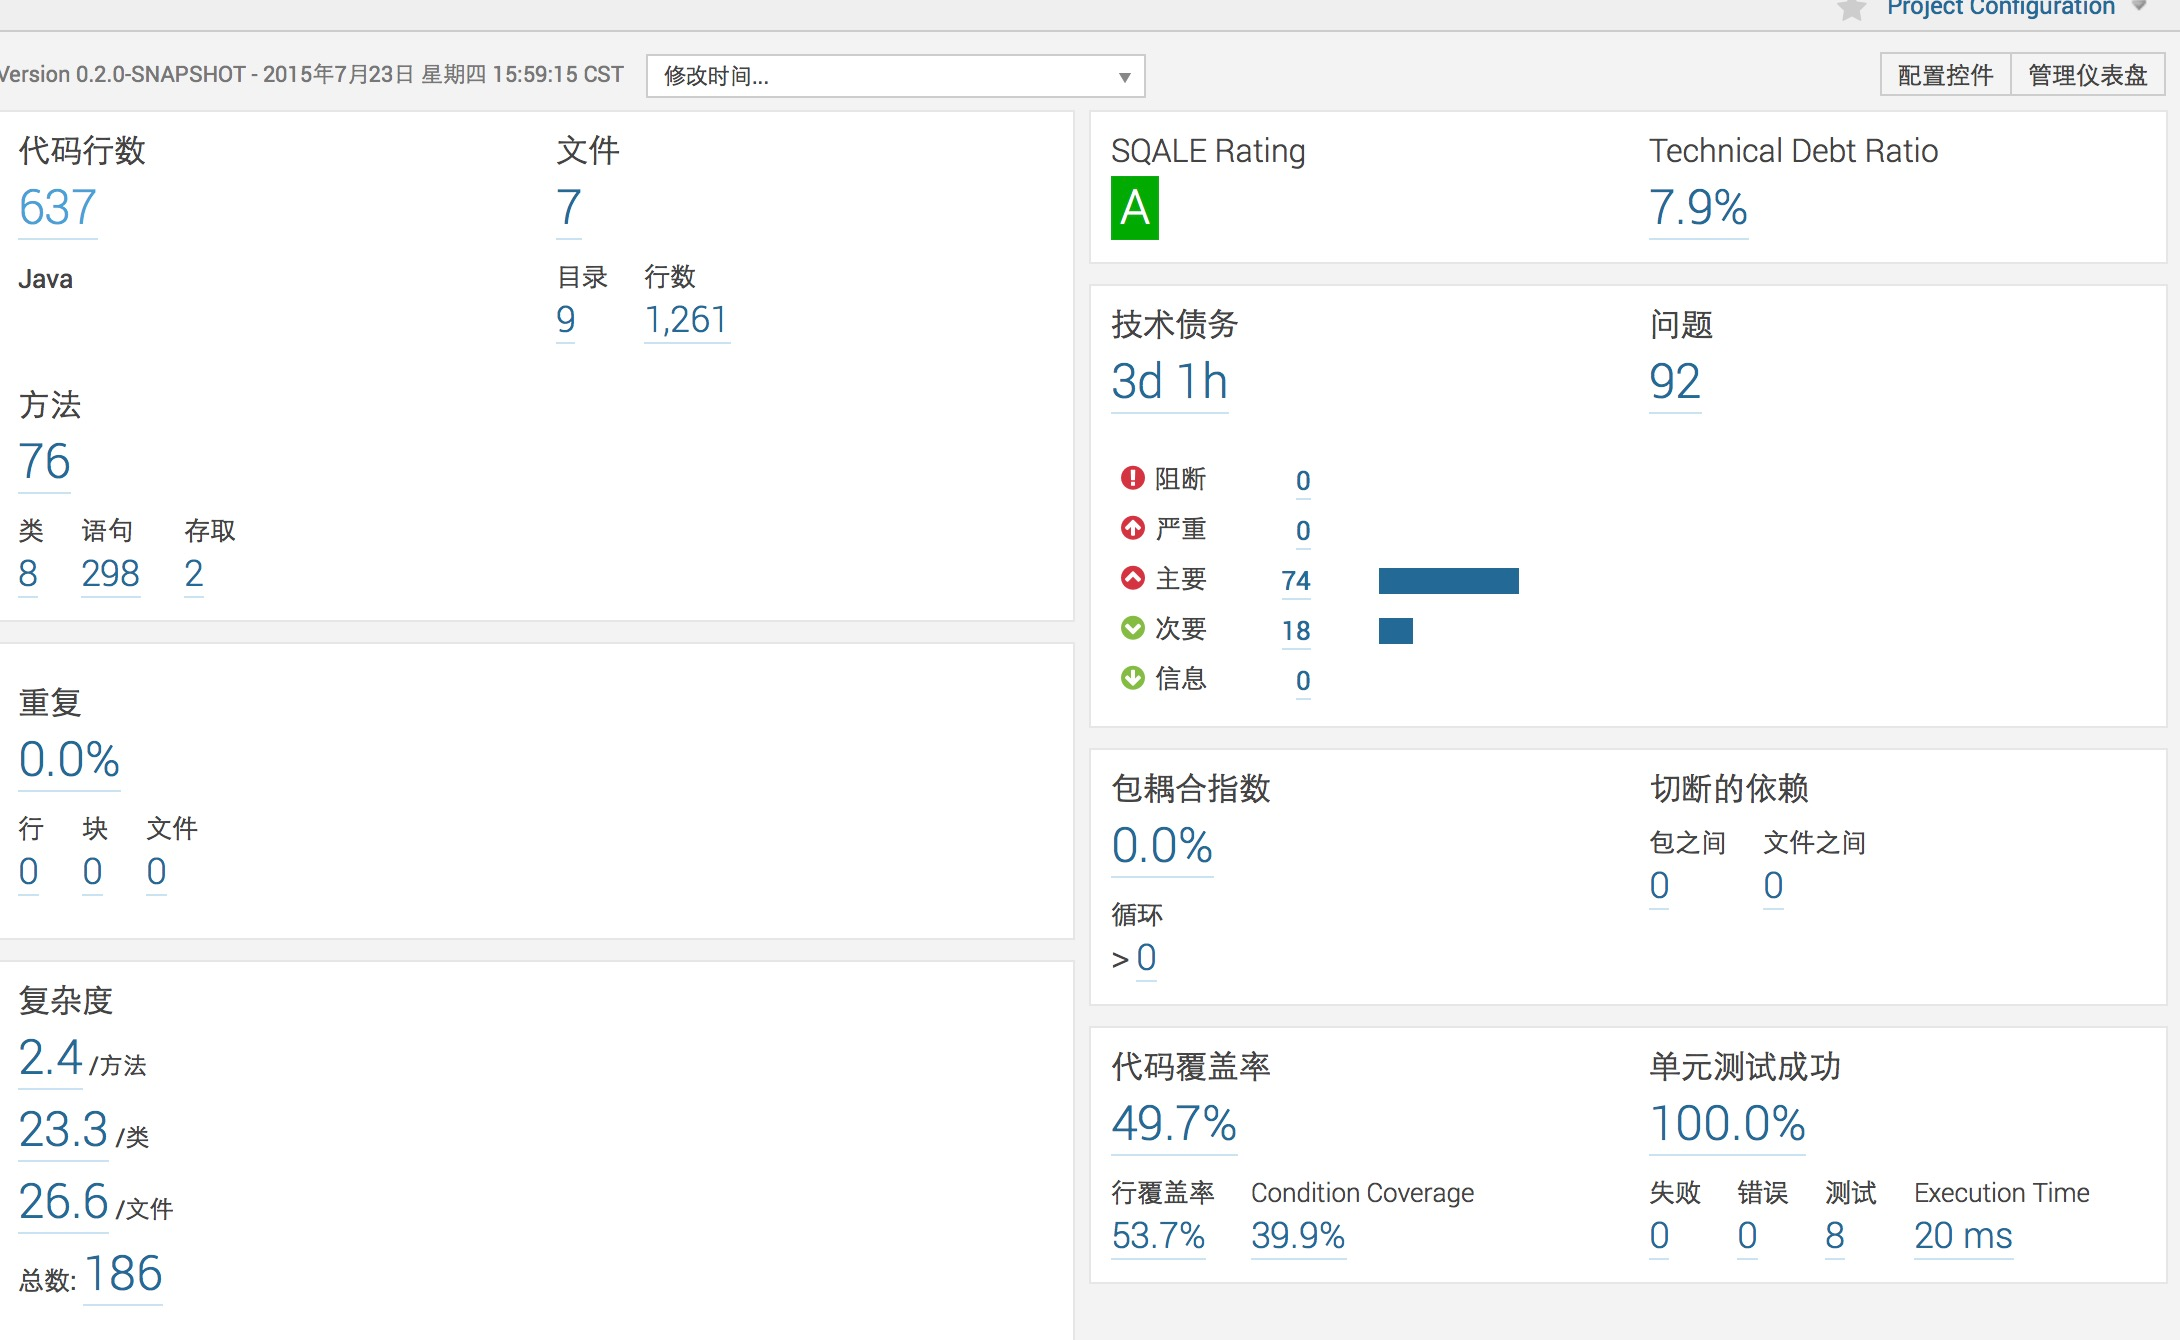 Project Configuration
Version 0.2.0-SNAPSHOT - 2015年7月23日 星期四 15:59:15 CST
修改时间...
配置控件 管理仪表盘
代码行数
637
Java
文件
7
目录 行数
9 1,261
方法
76
类 语句 存取
8 298 2
重复
0.0%
行 块 文件
0 0 0
复杂度
2.4 /方法
23.3 /类
26.6 /文件
总数: 186
SQALE Rating
A
Technical Debt Ratio
7.9%
技术债务
3d 1h
问题
92
阻断 0
严重 0
主要 74
次要 18
信息 0
包耦合指数
0.0%
循环
> 0
切断的依赖
包之间 文件之间
0 0
代码覆盖率
49.7%
行覆盖率 Condition Coverage
53.7% 39.9%
单元测试成功
100.0%
失败 错误 测试 Execution Time
0 0 8 20 ms